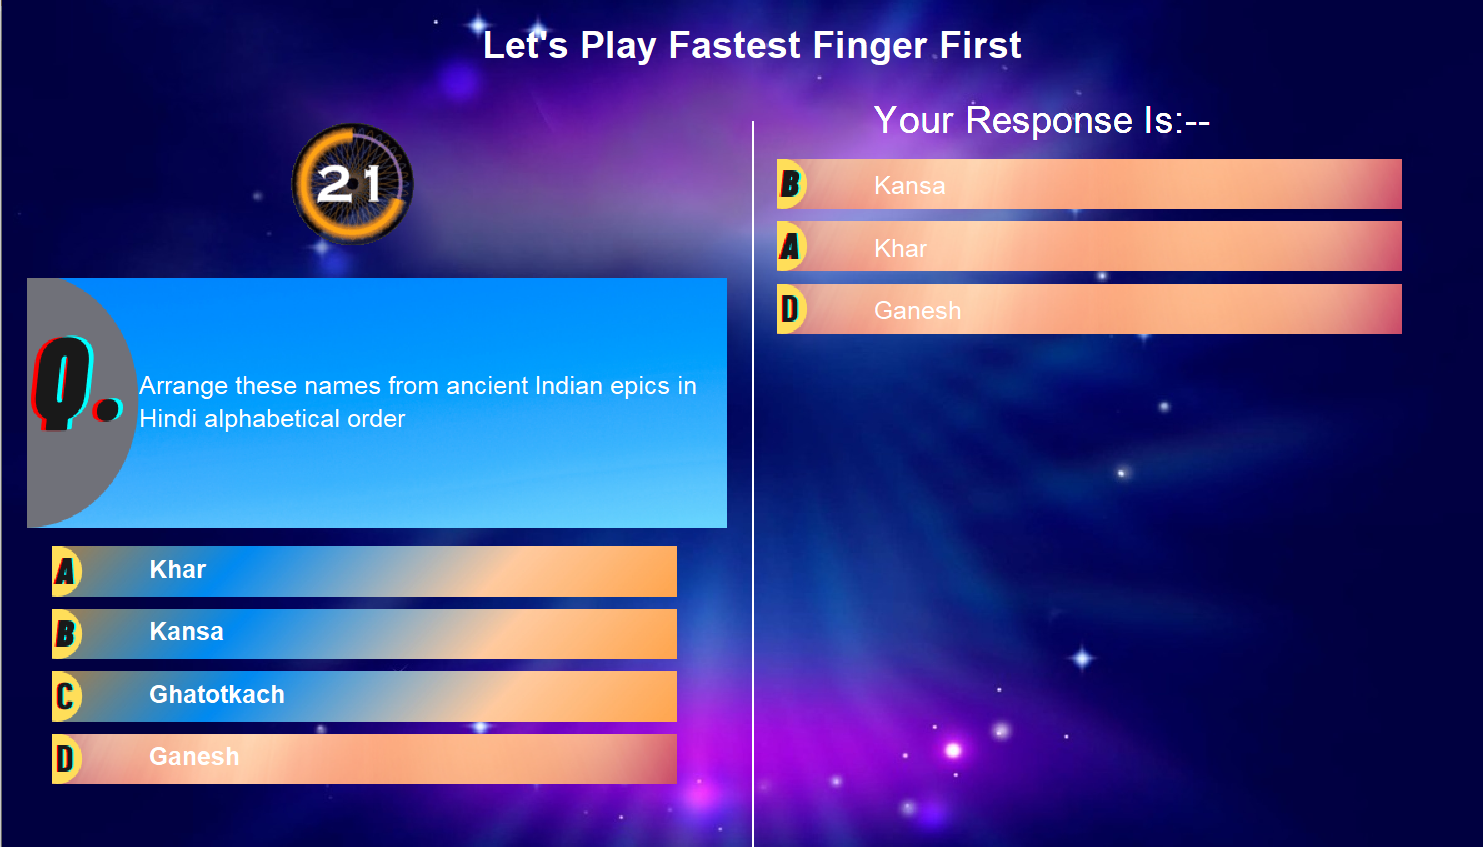 Let's Play Fastest Finger First
21
Q.
Arrange these names from ancient Indian epics in
Hindi alphabetical order
A Khar
B Kansa
C Ghatotkach
D Ganesh
Your Response Is:--
B Kansa
A Khar
D Ganesh